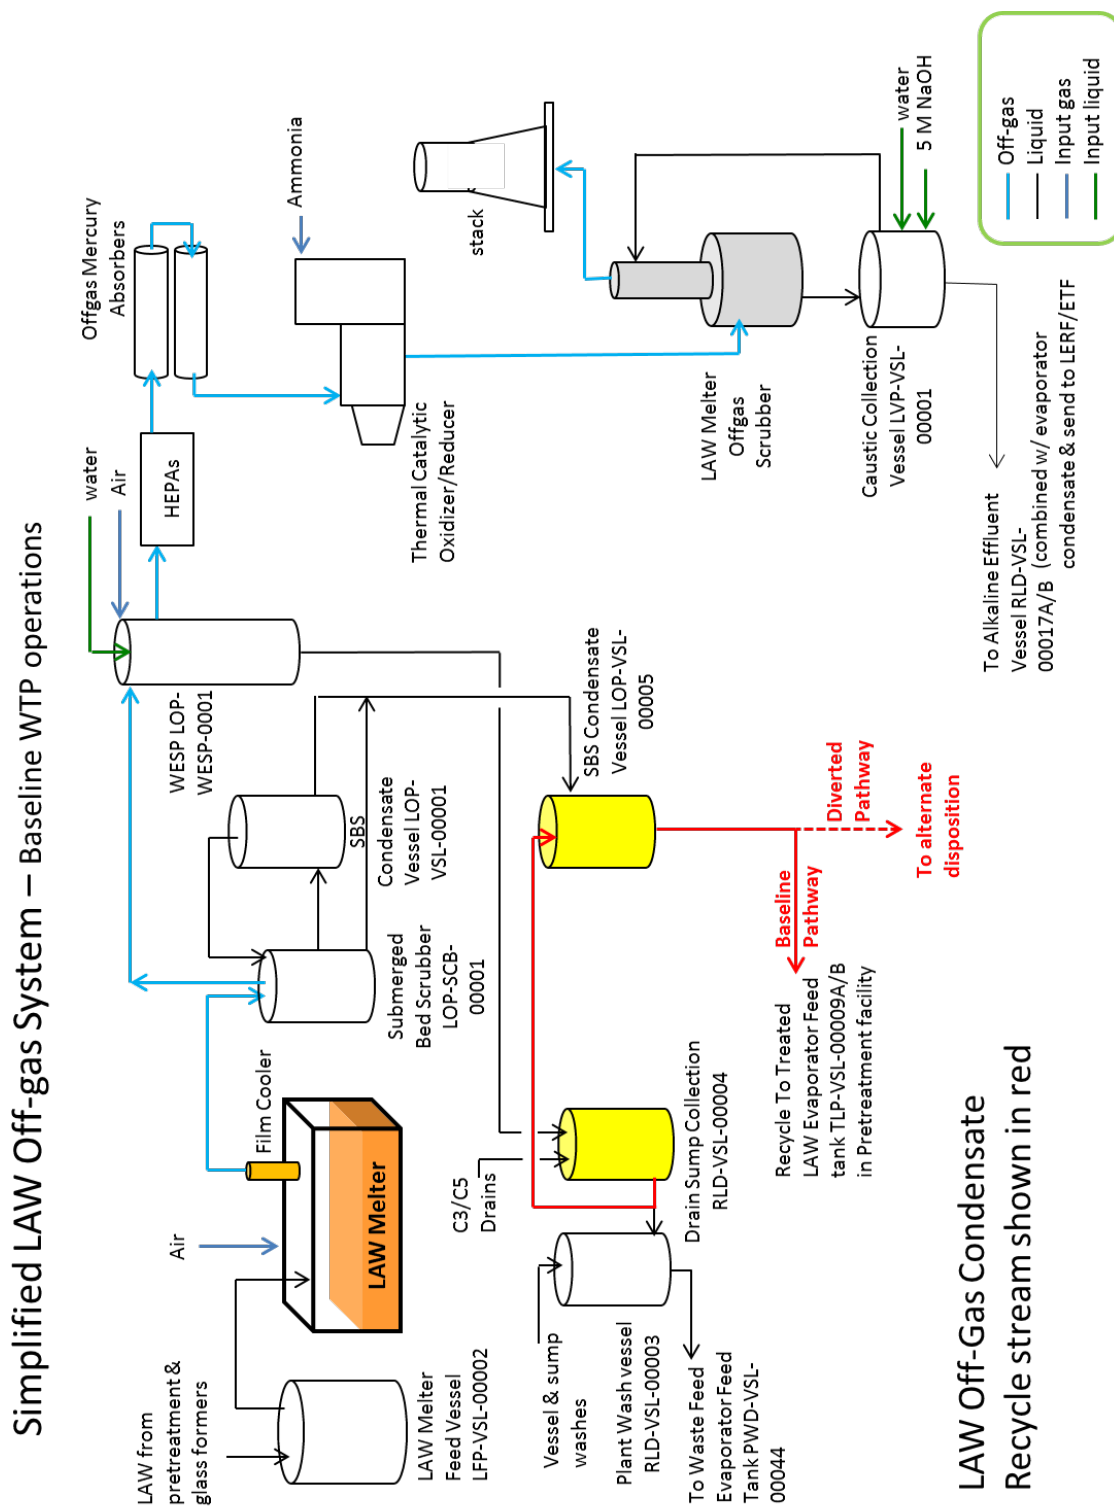 Simplified LAW Off-gas System – Baseline WTP operations
LAW from
pretreatment &
glass formers
LAW Melter
Feed Vessel
LFP-VSL-00002
Air
LAW Melter
Film Cooler
Submerged
Bed Scrubber
LOP-SCB-
00001
SBS
Condensate
Vessel LOP-
VSL-00001
WESP LOP-
WESP-0001
water
Air
HEPAs
Offgas Mercury
Absorbers
Ammonia
Thermal Catalytic
Oxidizer/Reducer
stack
LAW Melter
Offgas
Scrubber
Caustic Collection
Vessel LVP-VSL-
00001
water
5 M NaOH
To Alkaline Effluent
Vessel RLD-VSL-
00017A/B (combined w/ evaporator
condensate & send to LERF/ETF
Off-gas
Liquid
Input gas
Input liquid
SBS Condensate
Vessel LOP-VSL-
00005
C3/C5
Drains
Drain Sump Collection
RLD-VSL-00004
Vessel & sump
washes
Plant Wash vessel
RLD-VSL-00003
To Waste Feed
Evaporator Feed
Tank PWD-VSL-
00044
Baseline
Pathway
Diverted
Pathway
Recycle To Treated
LAW Evaporator Feed
tank TLP-VSL-00009A/B
in Pretreatment facility
To alternate
disposition
LAW Off-Gas Condensate
Recycle stream shown in red